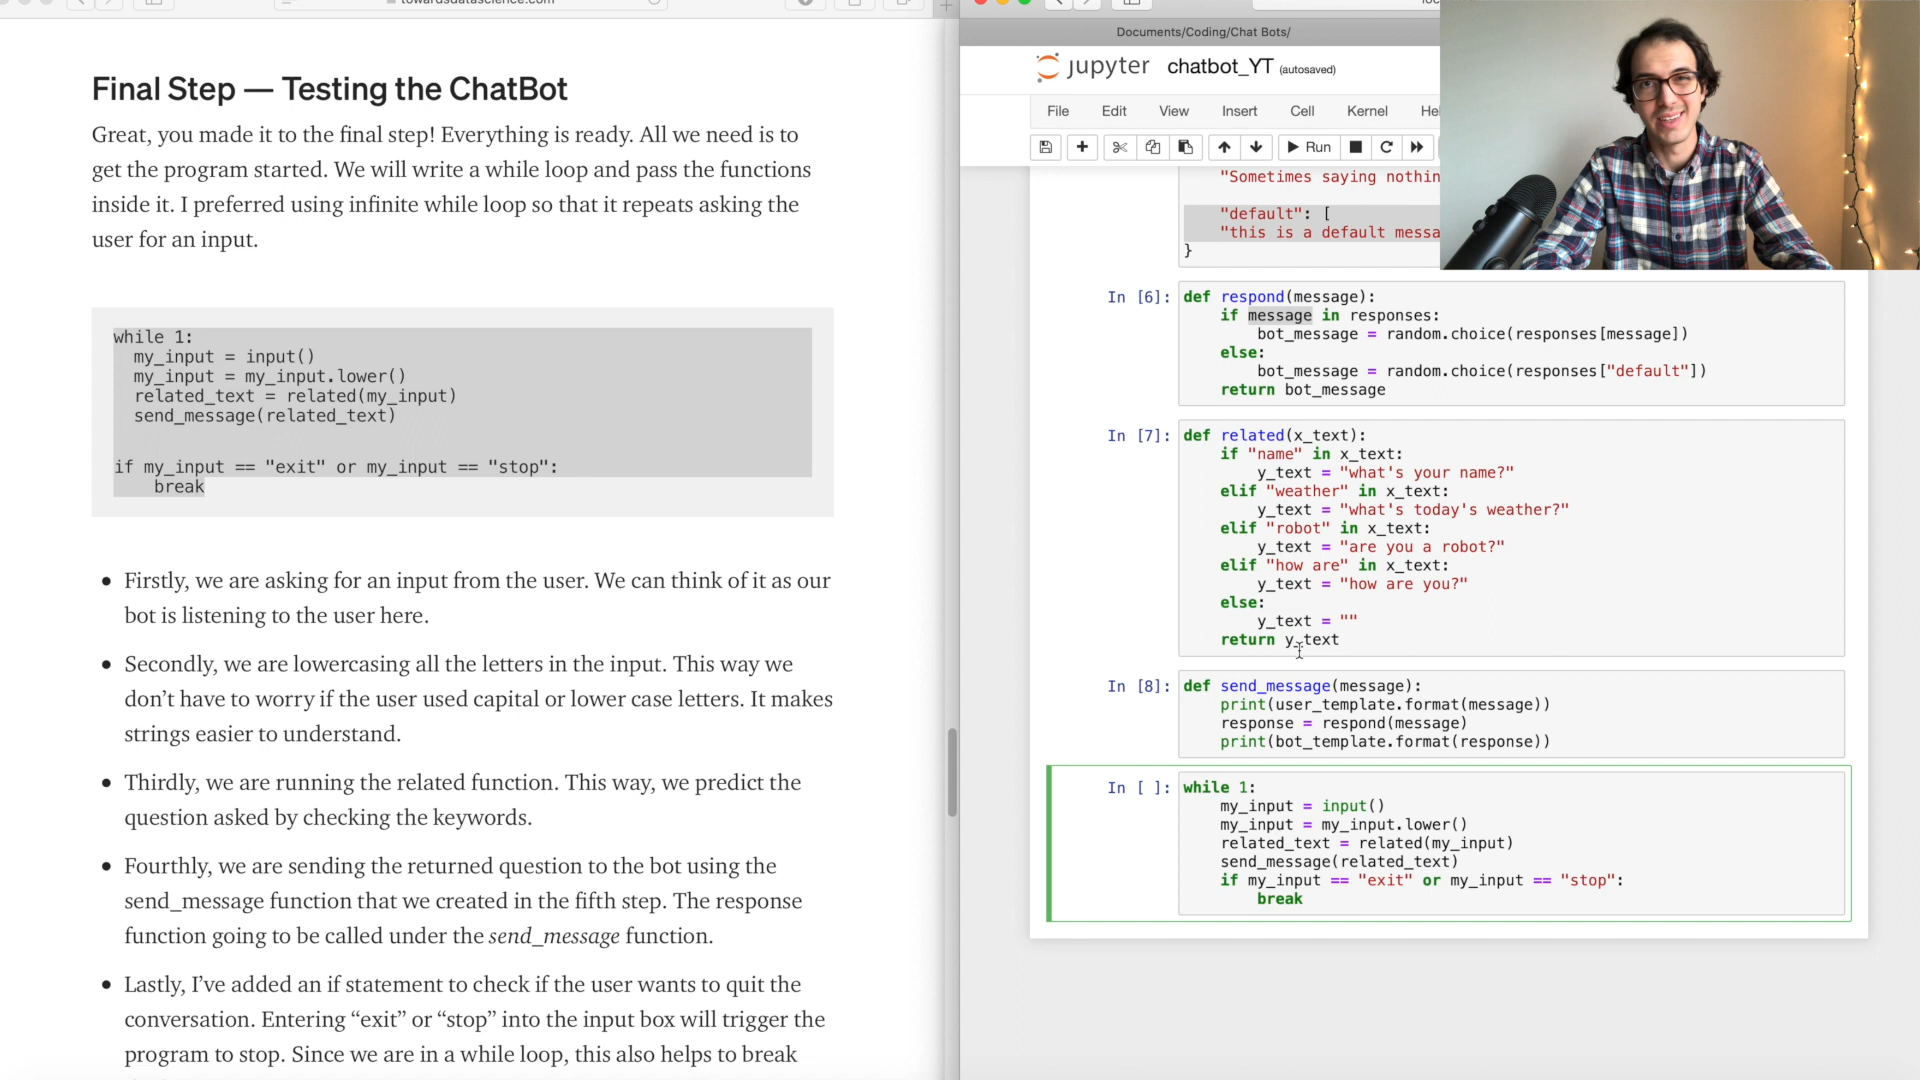 towardsdatascience.com
Final Step — Testing the ChatBot
Great, you made it to the final step! Everything is ready. All we need is to
get the program started. We will write a while loop and pass the functions
inside it. I preferred using infinite while loop so that it repeats asking the
user for an input.
while 1:
my_input = input()
my_input = my_input.lower()
related_text = related(my_input)
send_message(related_text)
if my_input == "exit" or my_input == "stop":
break
• Firstly, we are asking for an input from the user. We can think of it as our
bot is listening to the user here.
• Secondly, we are lowercasing all the letters in the input. This way we
don’t have to worry if the user used capital or lower case letters. It makes
strings easier to understand.
• Thirdly, we are running the related function. This way, we predict the
question asked by checking the keywords.
• Fourthly, we are sending the returned question to the bot using the
send_message function that we created in the fifth step. The response
function going to be called under the send_message function.
• Lastly, I’ve added an if statement to check if the user wants to quit the
conversation. Entering “exit” or “stop” into the input box will trigger the
program to stop. Since we are in a while loop, this also helps to break
Documents/Coding/Chat Bots/
jupyter chatbot_YT (autosaved)
File Edit View Insert Cell Kernel Hel
Run
"Sometimes saying nothin
"default": [
"this is a default messa
}
In [6]: def respond(message):
if message in responses:
bot_message = random.choice(responses[message])
else:
bot_message = random.choice(responses["default"])
return bot_message
In [7]: def related(x_text):
if "name" in x_text:
y_text = "what's your name?"
elif "weather" in x_text:
y_text = "what's today's weather?"
elif "robot" in x_text:
y_text = "are you a robot?"
elif "how are" in x_text:
y_text = "how are you?"
else:
y_text = ""
return y_text
In [8]: def send_message(message):
print(user_template.format(message))
response = respond(message)
print(bot_template.format(response))
In [ ]: while 1:
my_input = input()
my_input = my_input.lower()
related_text = related(my_input)
send_message(related_text)
if my_input == "exit" or my_input == "stop":
break